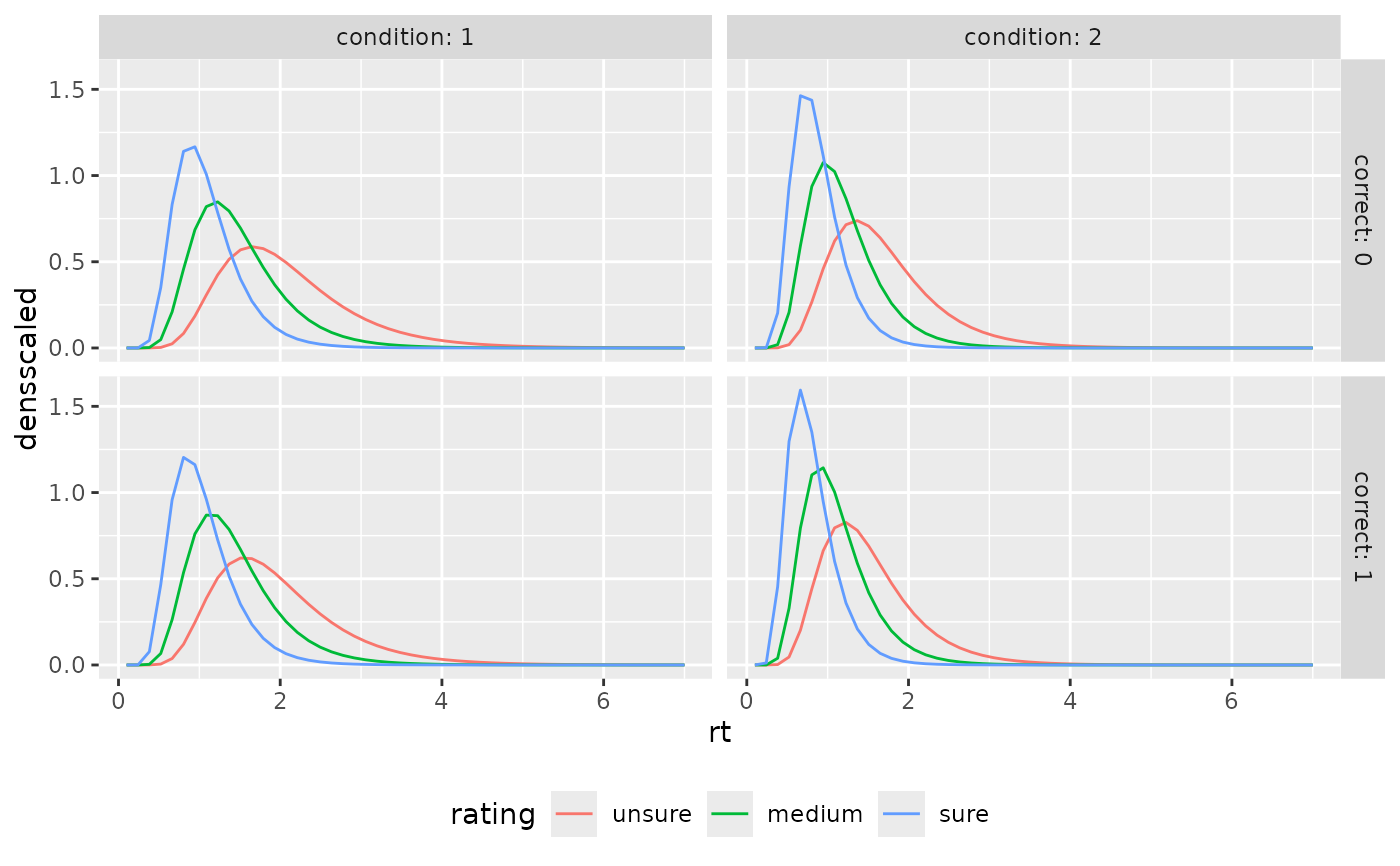 condition: 1 condition: 2
1.5
1.0
0.5
0.0
correct: 0
densscaled
1.5
1.0
0.5
0.0
correct: 1
0 2 4 6 0 2 4 6
rt
rating unsure medium sure